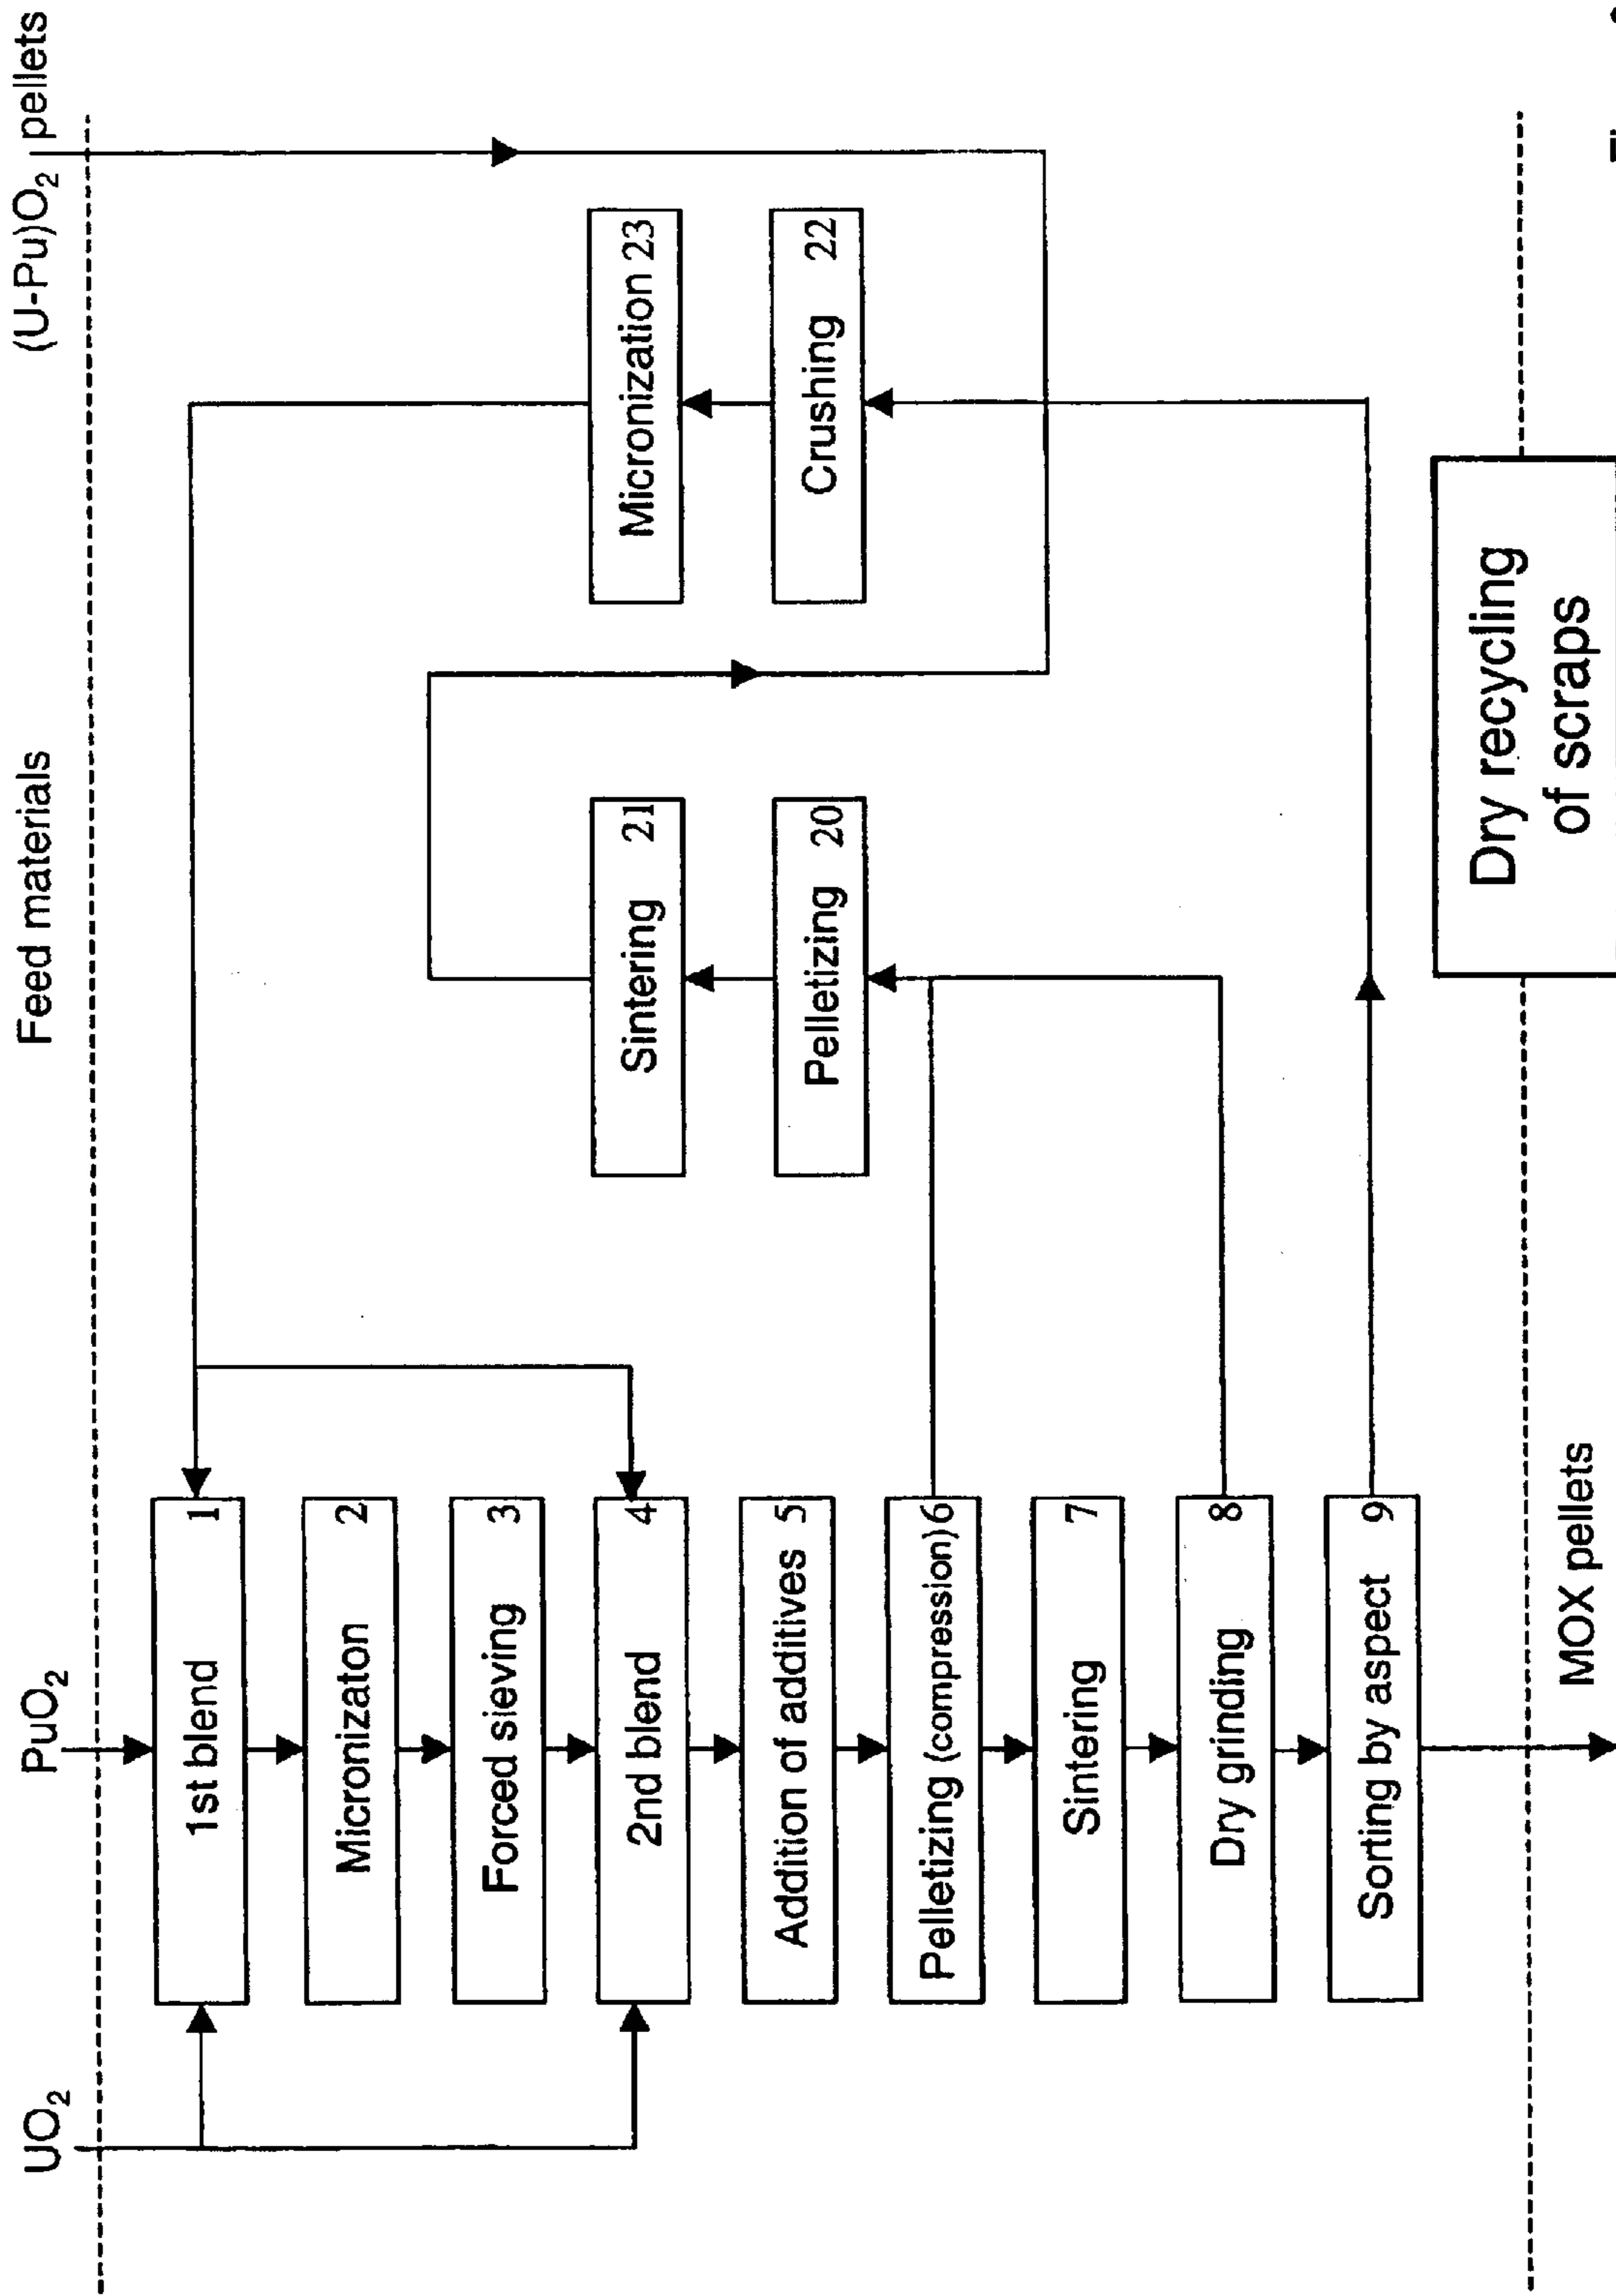 Feed materials
UO₂
PuO₂
(U-Pu)O₂ pellets
1st blend 1
Micronizaton 2
Forced sieving 3
2nd blend 4
Addition of additives 5
Pelletizing (compression) 6
Sintering 7
Dry grinding 8
Sorting by aspect 9
Sintering 21
Pelletizing 20
Micronization 23
Crushing 22
MOX pellets
Dry recycling
of scraps